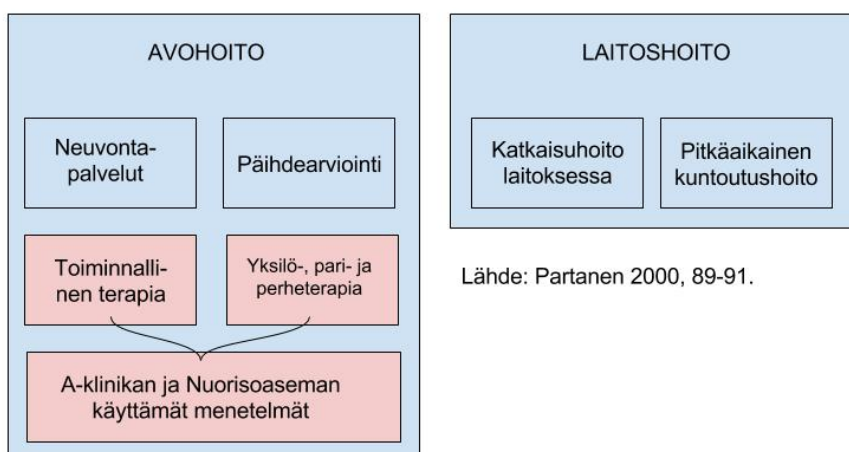 AVOHOITO
Neuvonta-
palvelut
Päihdearviointi
Toiminnalli-
nen terapia
Yksilö-, pari- ja
perheterapia
A-klinikan ja Nuorisoaseman
käyttämät menetelmät
LAITOSHOITO
Katkaisuhoito
laitoksessa
Pitkäaikainen
kuntoutushoito
Lähde: Partanen 2000, 89-91.